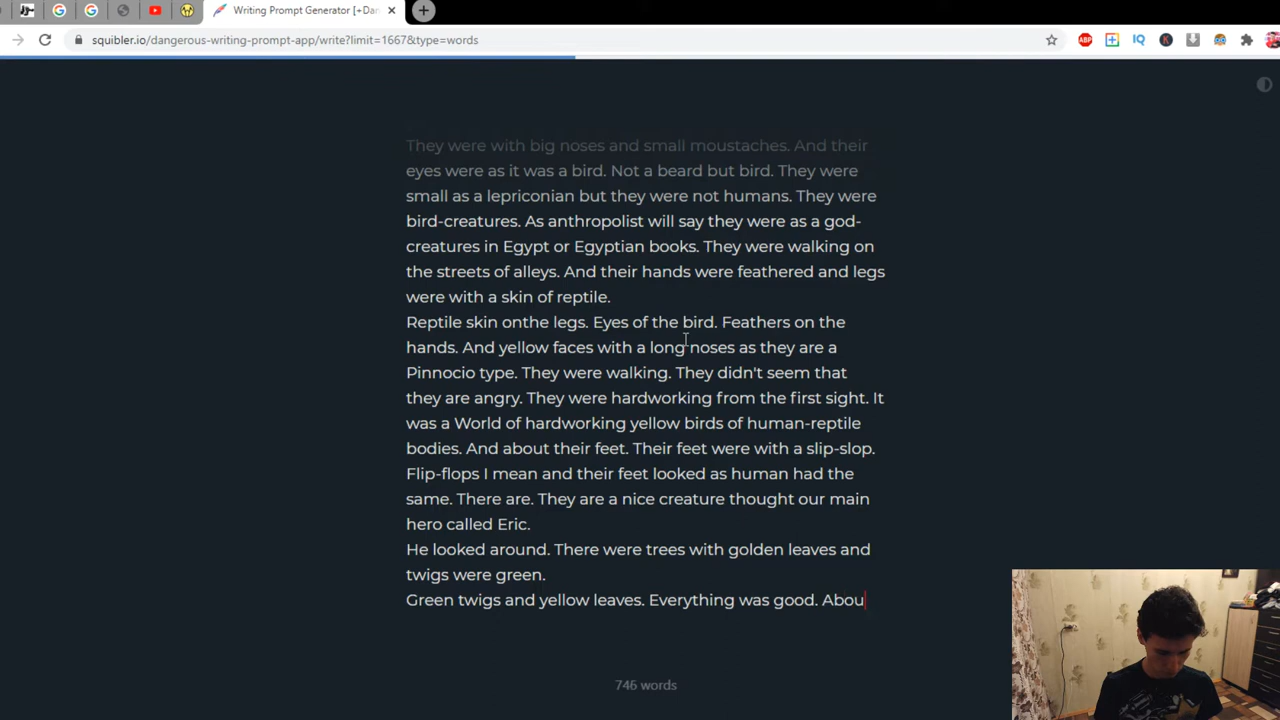 Writing Prompt Generator [+Dan
squibler.io/dangerous-writing-prompt-app/write?limit=1667&type=words
ABP
IQ
K
They were with big noses and small moustaches. And their
eyes were as it was a bird. Not a beard but bird. They were
small as a lepriconian but they were not humans. They were
bird-creatures. As anthropolist will say they were as a god-
creatures in Egypt or Egyptian books. They were walking on
the streets of alleys. And their hands were feathered and legs
were with a skin of reptile.
Reptile skin onthe legs. Eyes of the bird. Feathers on the
hands. And yellow faces with a long noses as they are a
Pinnocio type. They were walking. They didn't seem that
they are angry. They were hardworking from the first sight. It
was a World of hardworking yellow birds of human-reptile
bodies. And about their feet. Their feet were with a slip-slop.
Flip-flops I mean and their feet looked as human had the
same. There are. They are a nice creature thought our main
hero called Eric.
He looked around. There were trees with golden leaves and
twigs were green.
Green twigs and yellow leaves. Everything was good. Abou
746 words